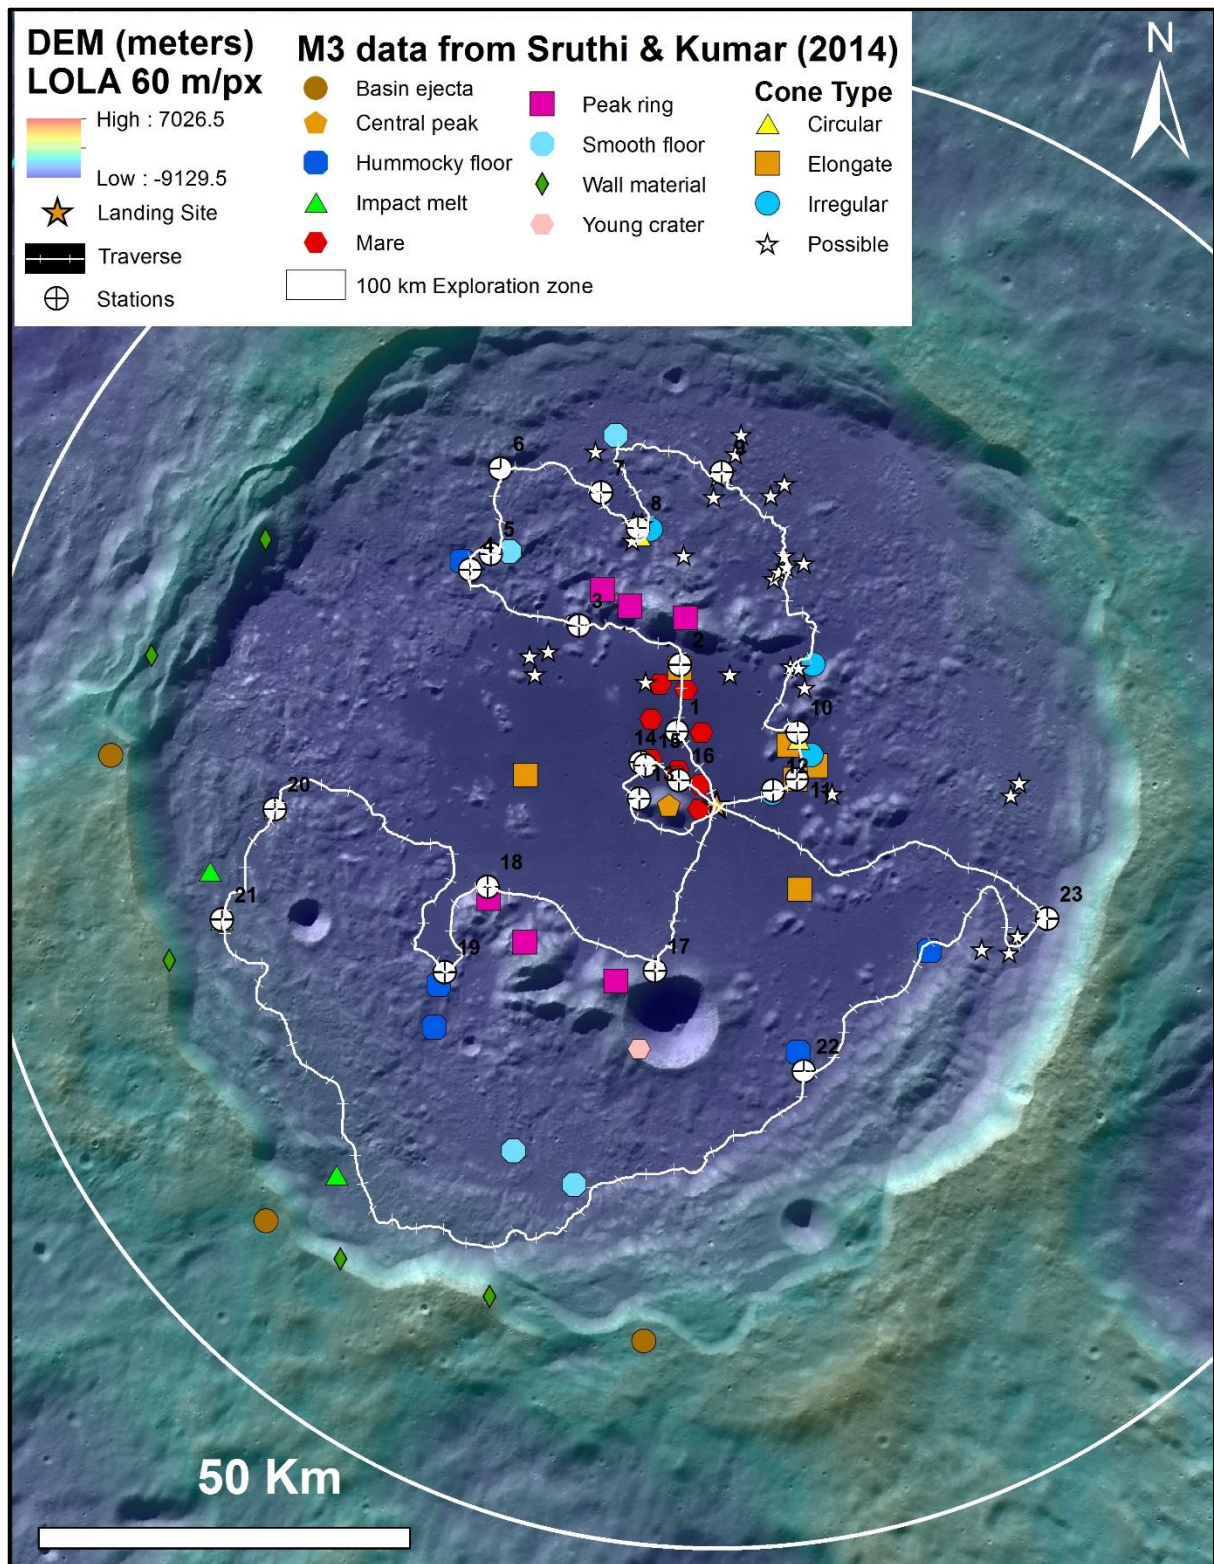 DEM (meters)
LOLA 60 m/px
High : 7026.5
Low : -9129.5
Landing Site
Traverse
Stations
M3 data from Sruthi & Kumar (2014)
Basin ejecta
Central peak
Hummocky floor
Impact melt
Mare
100 km Exploration zone
Peak ring
Smooth floor
Wall material
Young crater
Cone Type
Circular
Elongate
Irregular
Possible
N
6
9
7
8
5
4
3
2
1
10
14
15
16
13
12
11
20
18
21
23
19
17
22
50 Km